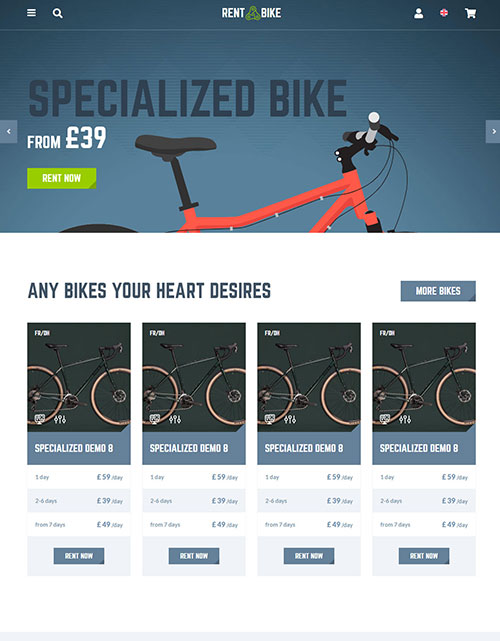 RENT BIKE
SPECIALIZED BIKE
FROM £39
RENT NOW
ANY BIKES YOUR HEART DESIRES
MORE BIKES
FR/DH FR/DH FR/DH FR/DH
SPECIALIZED DEMO 8 SPECIALIZED DEMO 8 SPECIALIZED DEMO 8 SPECIALIZED DEMO 8
1 day £59 /day 1 day £59 /day 1 day £59 /day 1 day £59 /day
2-6 days £39 /day 2-6 days £39 /day 2-6 days £39 /day 2-6 days £39 /day
from 7 days £49 /day from 7 days £49 /day from 7 days £49 /day from 7 days £49 /day
RENT NOW RENT NOW RENT NOW RENT NOW